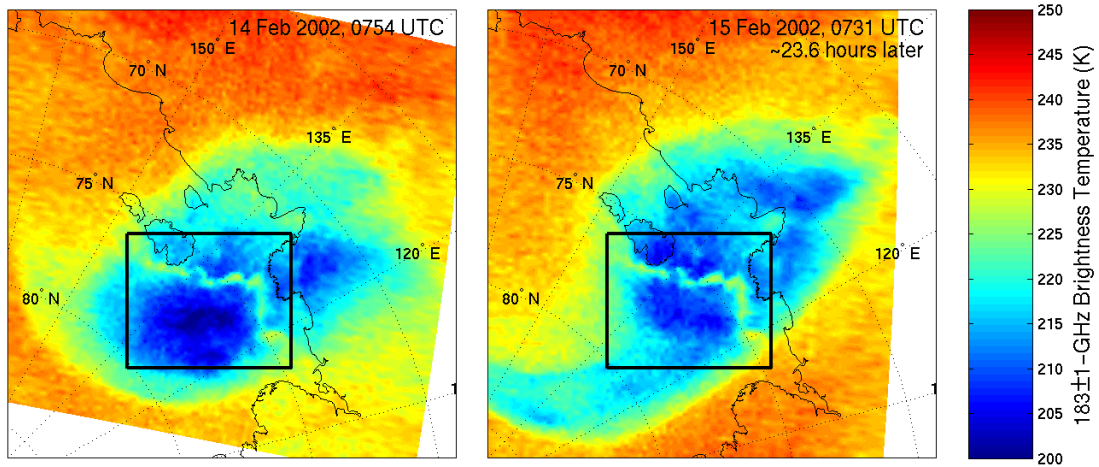 14 Feb 2002, 0754 UTC
150° E
70° N
135° E
75° N
120° E
80° N
1
15 Feb 2002, 0731 UTC
~23.6 hours later
150° E
70° N
135° E
75° N
120° E
80° N
1
250
245
240
235
230
225
220
215
210
205
200
183±1 -GHz Brightness Temperature (K)